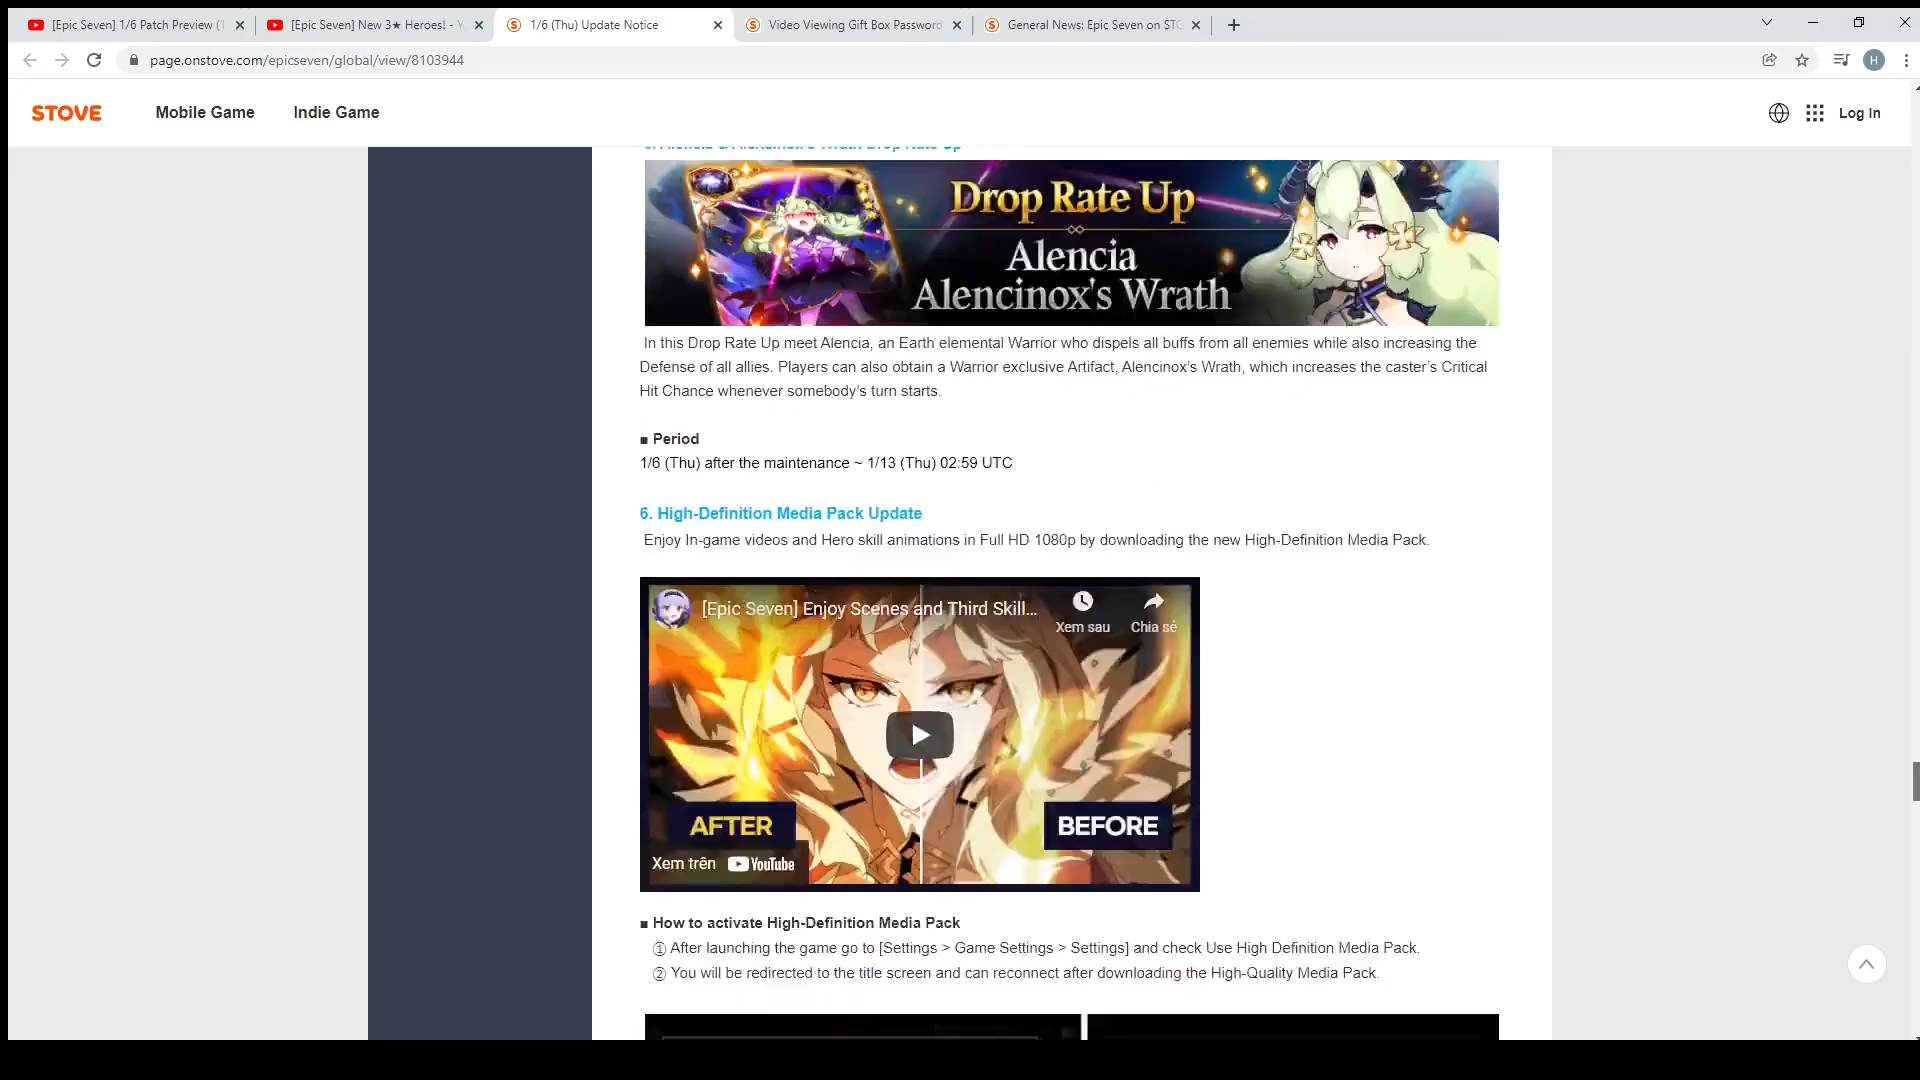 [Epic Seven] 1/6 Patch Preview (
[Epic Seven] New 3★ Heroes! - Y
1/6 (Thu) Update Notice
Video Viewing Gift Box Password
General News: Epic Seven on STO
page.onstove.com/epicseven/global/view/8103944
H
STOVE
Mobile Game
Indie Game
Log In
5. Alencia & Alencinox's Wrath Drop Rate Up
Drop Rate Up
Alencia
Alencinox's Wrath
In this Drop Rate Up meet Alencia, an Earth elemental Warrior who dispels all buffs from all enemies while also increasing the
Defense of all allies. Players can also obtain a Warrior exclusive Artifact, Alencinox's Wrath, which increases the caster's Critical
Hit Chance whenever somebody's turn starts.
■ Period
1/6 (Thu) after the maintenance ~ 1/13 (Thu) 02:59 UTC
6. High-Definition Media Pack Update
Enjoy In-game videos and Hero skill animations in Full HD 1080p by downloading the new High-Definition Media Pack.
[Epic Seven] Enjoy Scenes and Third Skill...
Xem sau
Chia sẻ
AFTER
BEFORE
Xem trên YouTube
■ How to activate High-Definition Media Pack
① After launching the game go to [Settings > Game Settings > Settings] and check Use High Definition Media Pack.
② You will be redirected to the title screen and can reconnect after downloading the High-Quality Media Pack.